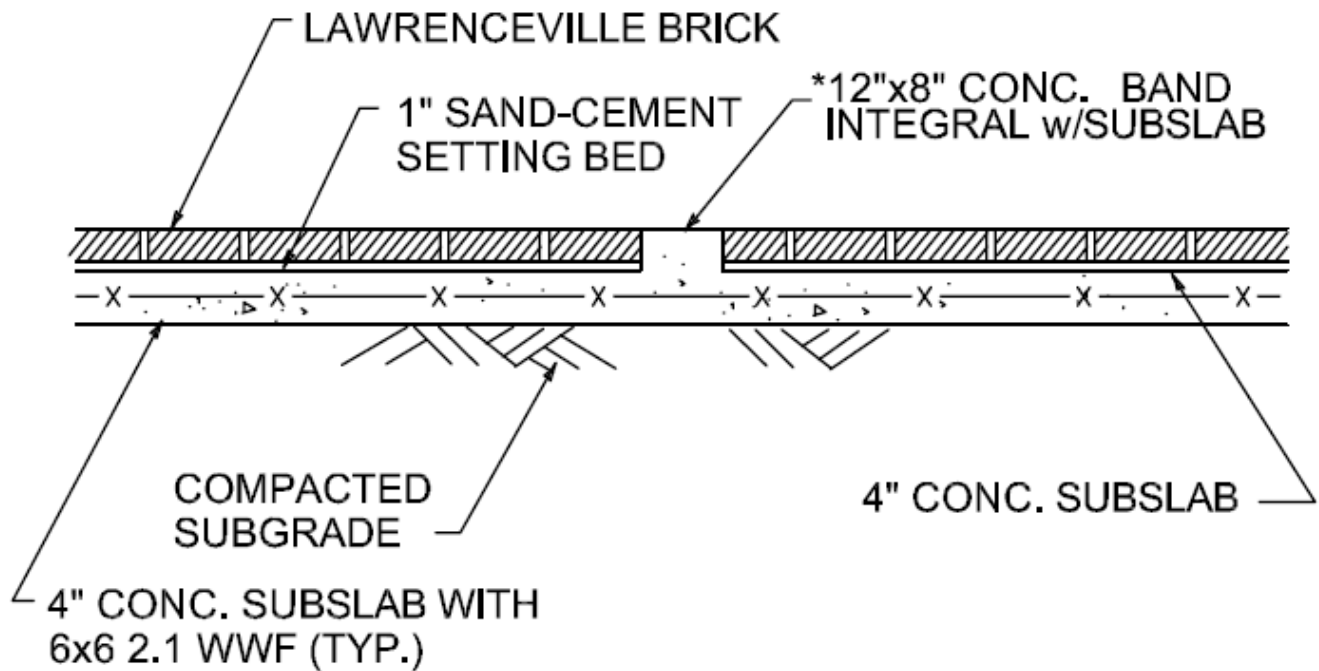 LAWRENCEVILLE BRICK
*12"x8" CONC. BAND
INTEGRAL w/SUBSLAB
1" SAND-CEMENT
SETTING BED
X X X X X X X X
COMPACTED
SUBGRADE
4" CONC. SUBSLAB
4" CONC. SUBSLAB WITH
6x6 2.1 WWF (TYP.)